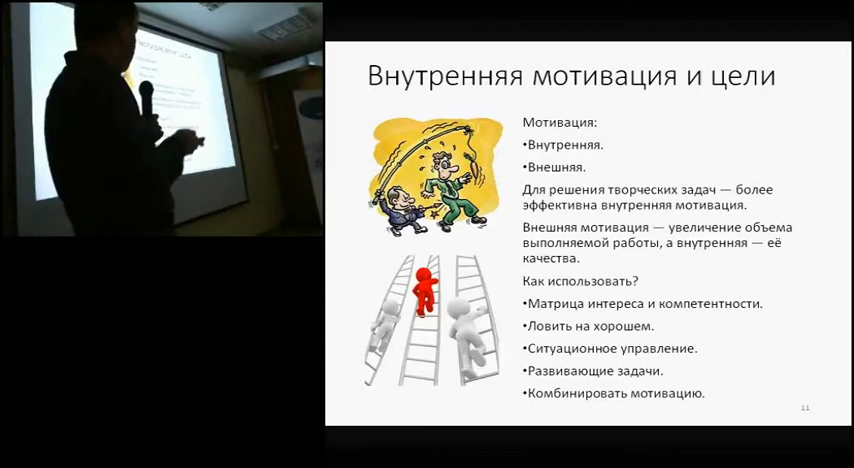 Внутренняя мотивация и цели
Мотивация:
•Внутренняя.
•Внешняя.
Для решения творческих задач — более
эффективна внутренняя мотивация.
Внешняя мотивация — увеличение объема
выполняемой работы, а внутренняя — её
качества.
Как использовать?
•Матрица интереса и компетентности.
•Ловить на хорошем.
•Ситуационное управление.
•Развивающие задачи.
•Комбинировать мотивацию.
11